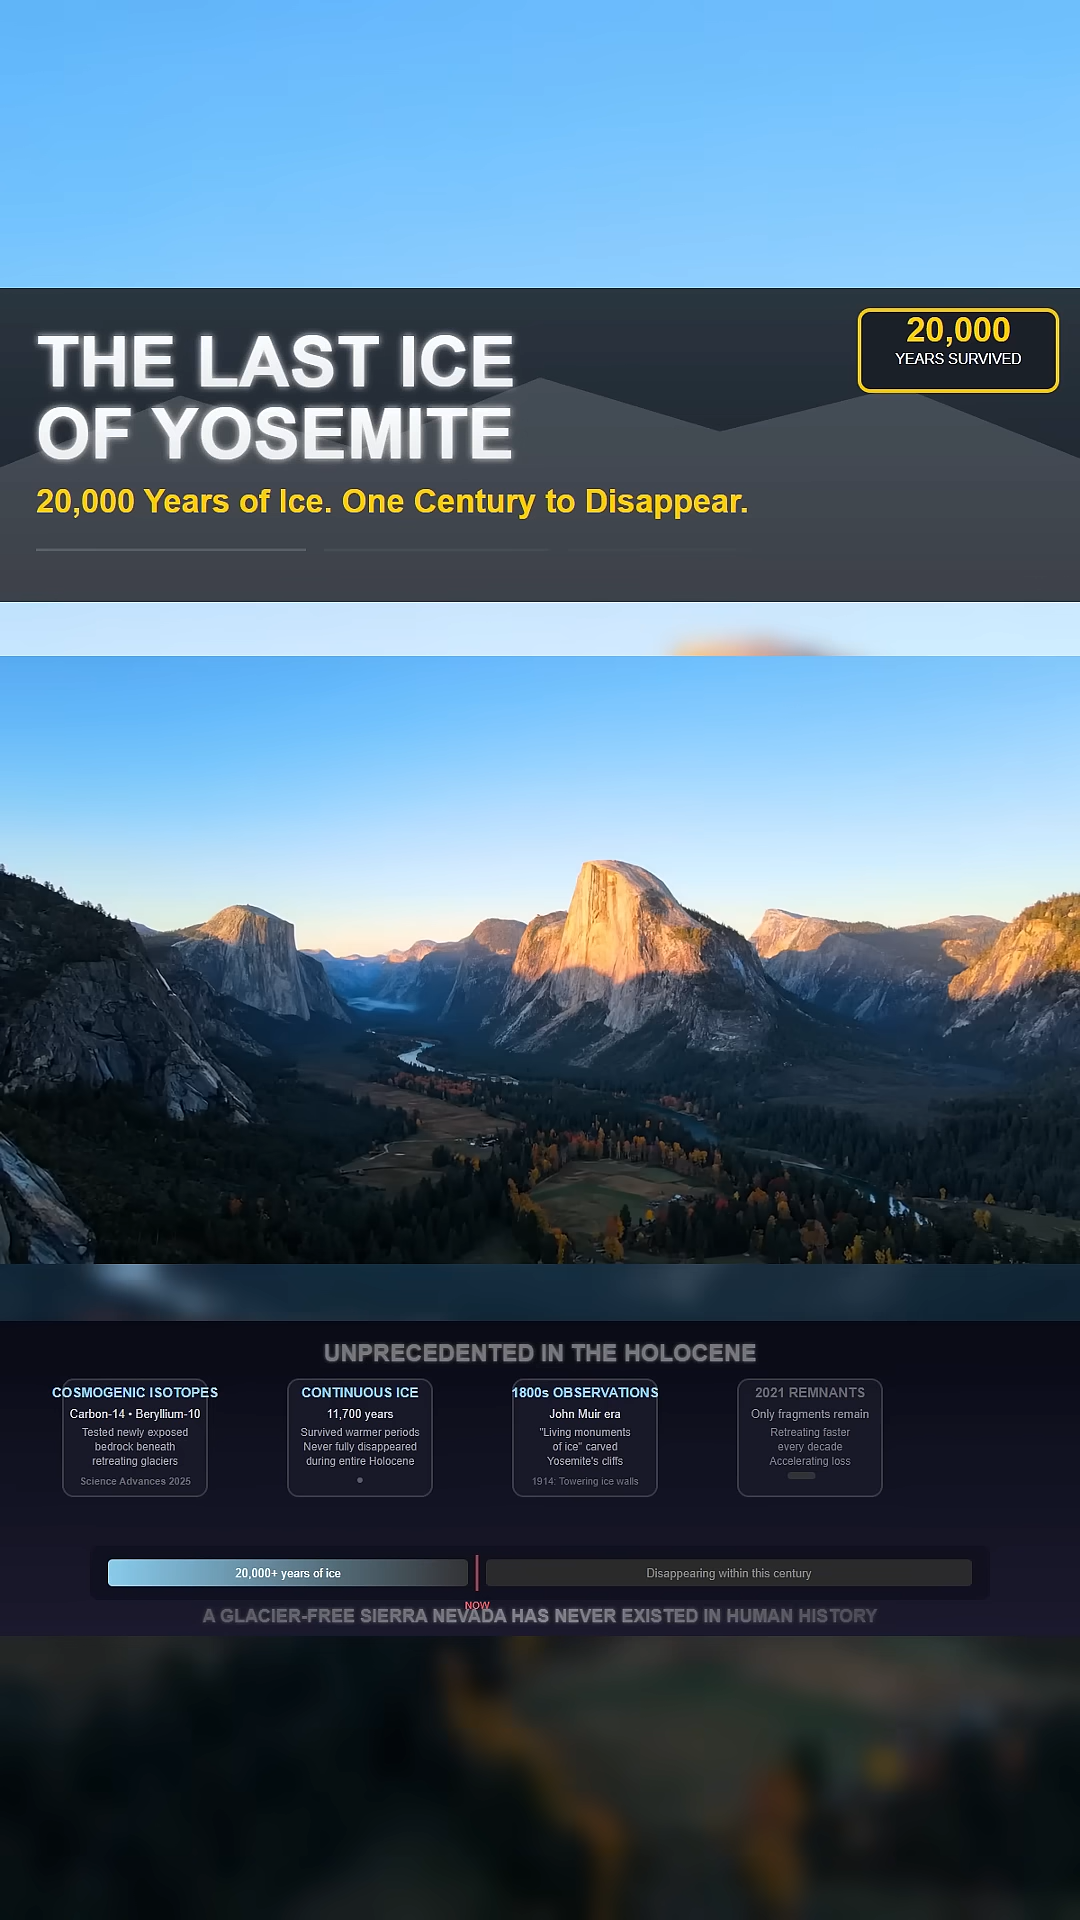 THE LAST ICE
OF YOSEMITE
20,000 Years of Ice. One Century to Disappear.
20,000
YEARS SURVIVED
UNPRECEDENTED IN THE HOLOCENE
COSMOGENIC ISOTOPES
Carbon-14 • Beryllium-10
Tested newly exposed
bedrock beneath
retreating glaciers
Science Advances 2025
CONTINUOUS ICE
11,700 years
Survived warmer periods
Never fully disappeared
during entire Holocene
1800s OBSERVATIONS
John Muir era
"Living monuments
of ice" carved
Yosemite's cliffs
1914: Towering ice walls
2021 REMNANTS
Only fragments remain
Retreating faster
every decade
Accelerating loss
20,000+ years of ice
Disappearing within this century
NOW
A GLACIER-FREE SIERRA NEVADA HAS NEVER EXISTED IN HUMAN HISTORY